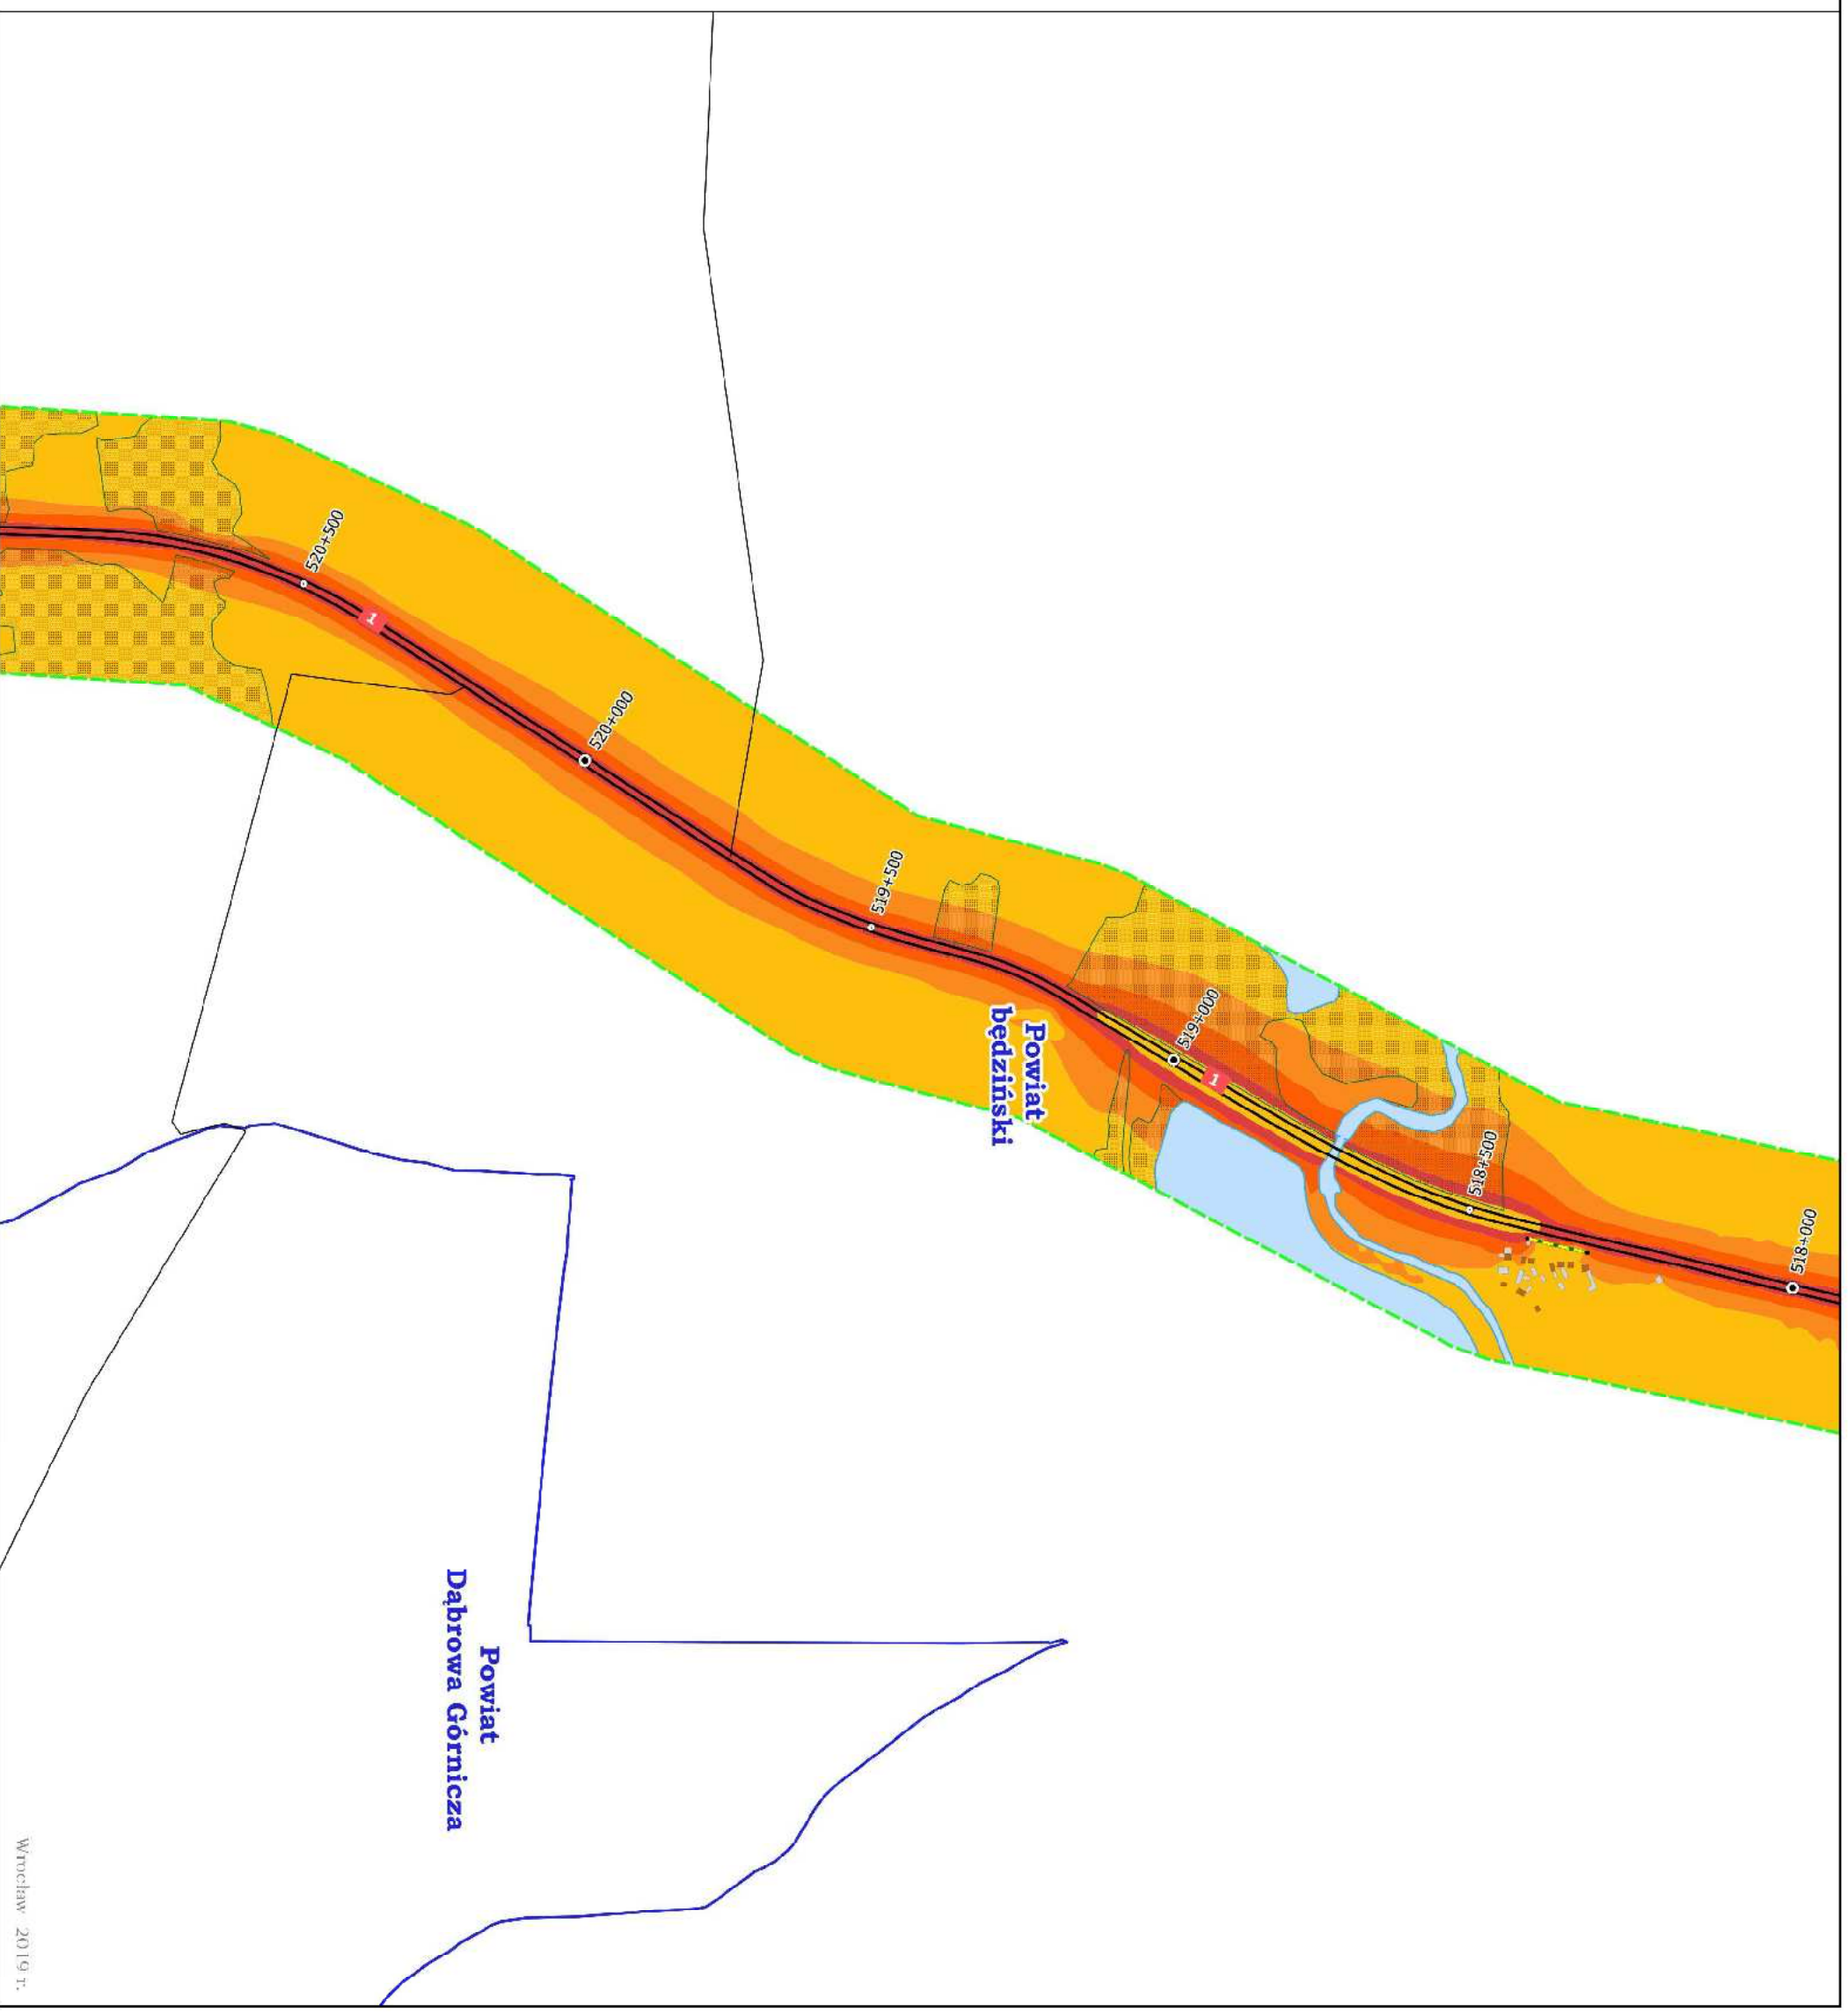 520+500
1
520+000
519+500
519+000
1
518+500
518+000
Powiat
będziński
Powiat
Dąbrowa Górnicza
Wrocław 2019 r.